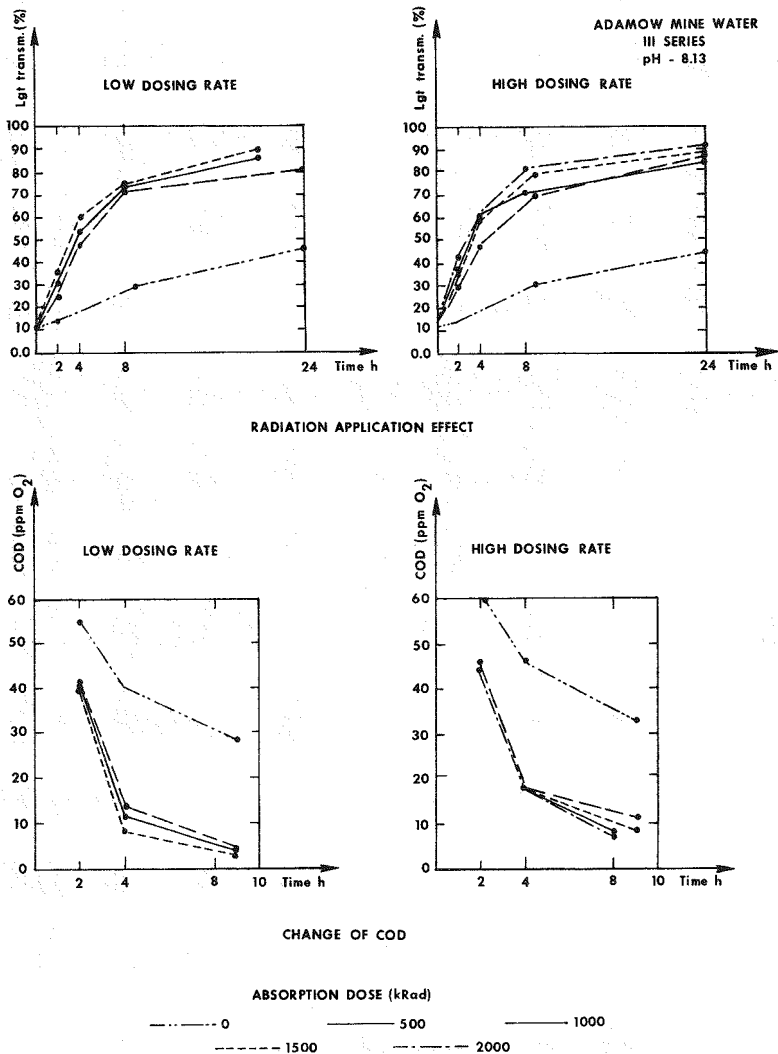 ADAMOW MINE WATER
III SERIES
pH - 8.13
Lgt transm. (%)
LOW DOSING RATE
100
90
80
70
60
50
40
30
20
10
0.0
2 4 8 24 Time h
Lgt transm. (%)
HIGH DOSING RATE
100
90
80
70
60
50
40
30
20
10
0.0
2 4 8 24 Time h
RADIATION APPLICATION EFFECT
COD (ppm O2)
LOW DOSING RATE
60
50
40
30
20
10
0
2 4 8 10 Time h
COD (ppm O2)
HIGH DOSING RATE
60
50
40
30
20
10
0
2 4 8 10 Time h
CHANGE OF COD
ABSORPTION DOSE (kRad)
0 500 1000
1500 2000